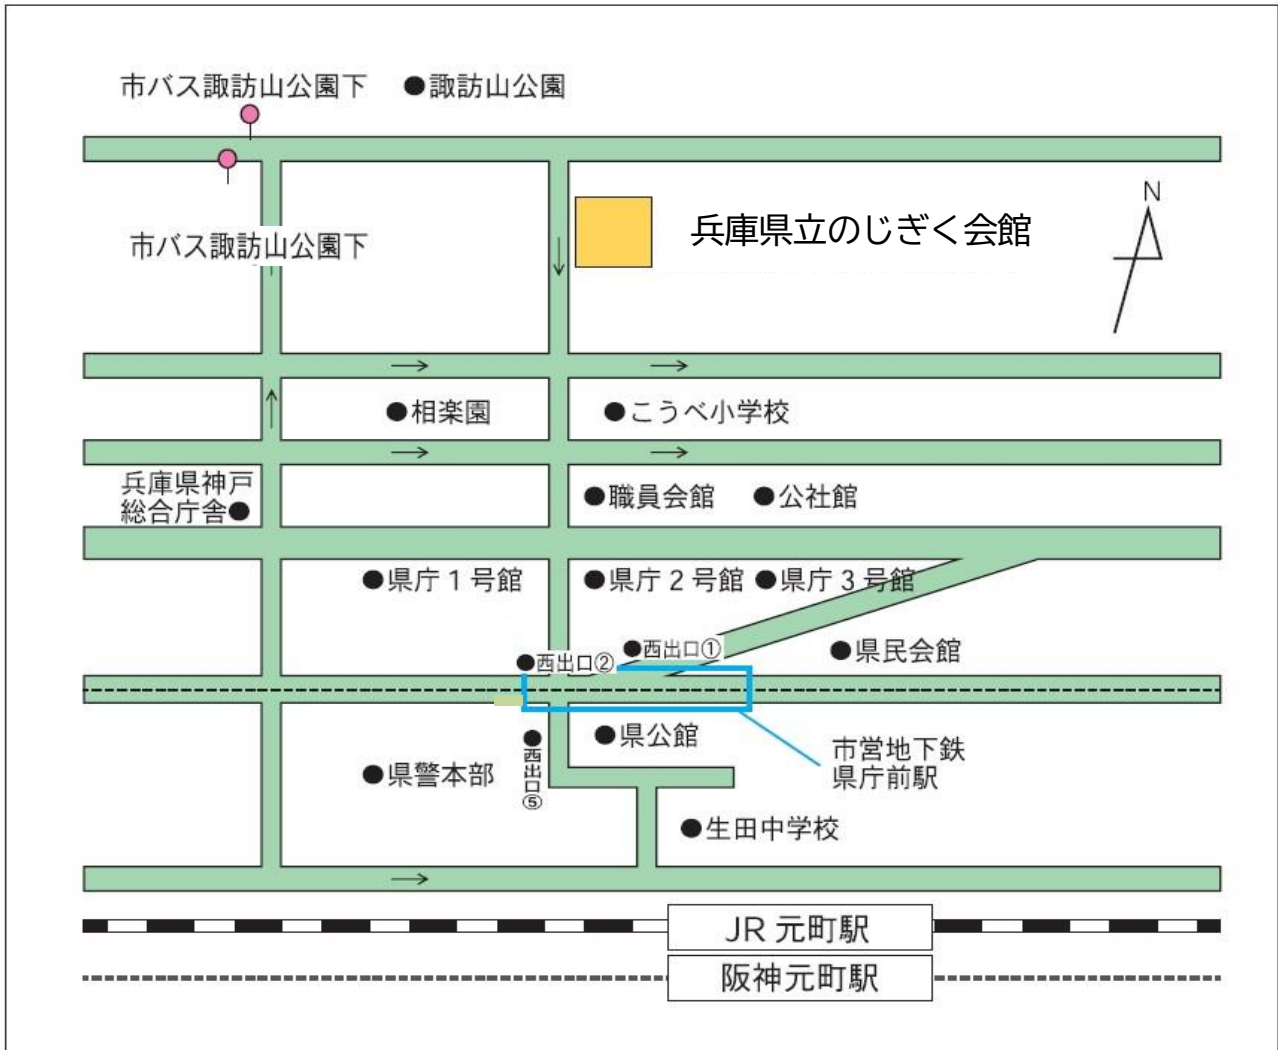 市バス諏訪山公園下
●諏訪山公園
市バス諏訪山公園下
兵庫県立のじぎく会館
N
●相楽園
●こうべ小学校
兵庫県神戸
総合庁舎●
●職員会館
●公社館
●県庁1号館
●県庁2号館
●県庁3号館
●西出口②
●西出口①
●県民会館
●県公館
市営地下鉄
県庁前駅
●県警本部
●西出口⑤
●生田中学校
JR 元町駅
阪神元町駅